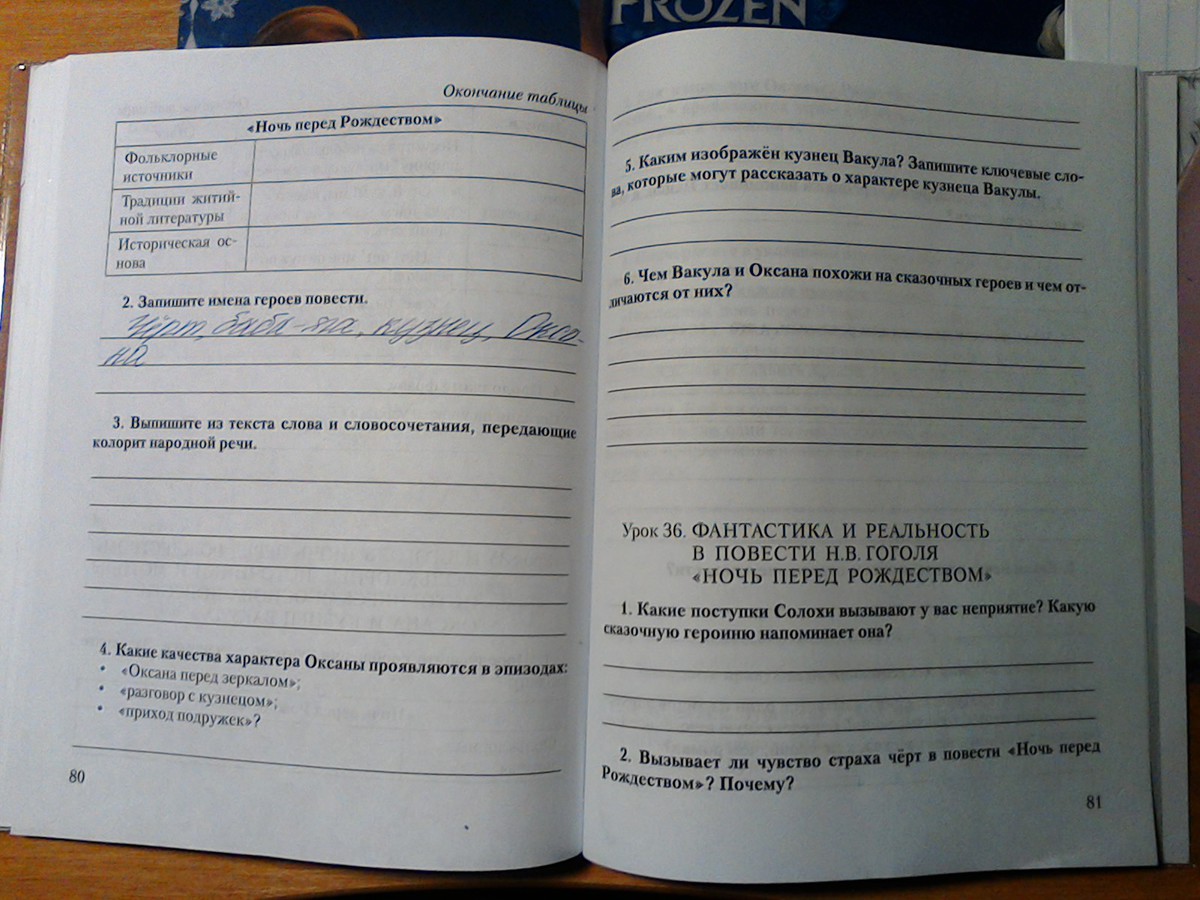 FROZEN
Окончание таблицы
«Ночь перед Рождеством»
Фольклорные
источники
Традиции житий-
ной литературы
Историческая ос-
нова
2. Запишите имена героев повести.
Чёрт, баба-яга, кузнец, Окса-
на
3. Выпишите из текста слова и словосочетания, передающие
колорит народной речи.
4. Какие качества характера Оксаны проявляются в эпизодах:
• «Оксана перед зеркалом»;
• «разговор с кузнецом»;
• «приход подружек»?
80
5. Каким изображён кузнец Вакула? Запишите ключевые сло-
ва, которые могут рассказать о характере кузнеца Вакулы.
6. Чем Вакула и Оксана похожи на сказочных героев и чем от-
личаются от них?
Урок 36. ФАНТАСТИКА И РЕАЛЬНОСТЬ
В ПОВЕСТИ Н.В. ГОГОЛЯ
«НОЧЬ ПЕРЕД РОЖДЕСТВОМ»
1. Какие поступки Солохи вызывают у вас неприятие? Какую
сказочную героиню напоминает она?
2. Вызывает ли чувство страха чёрт в повести «Ночь перед
Рождеством»? Почему?
81